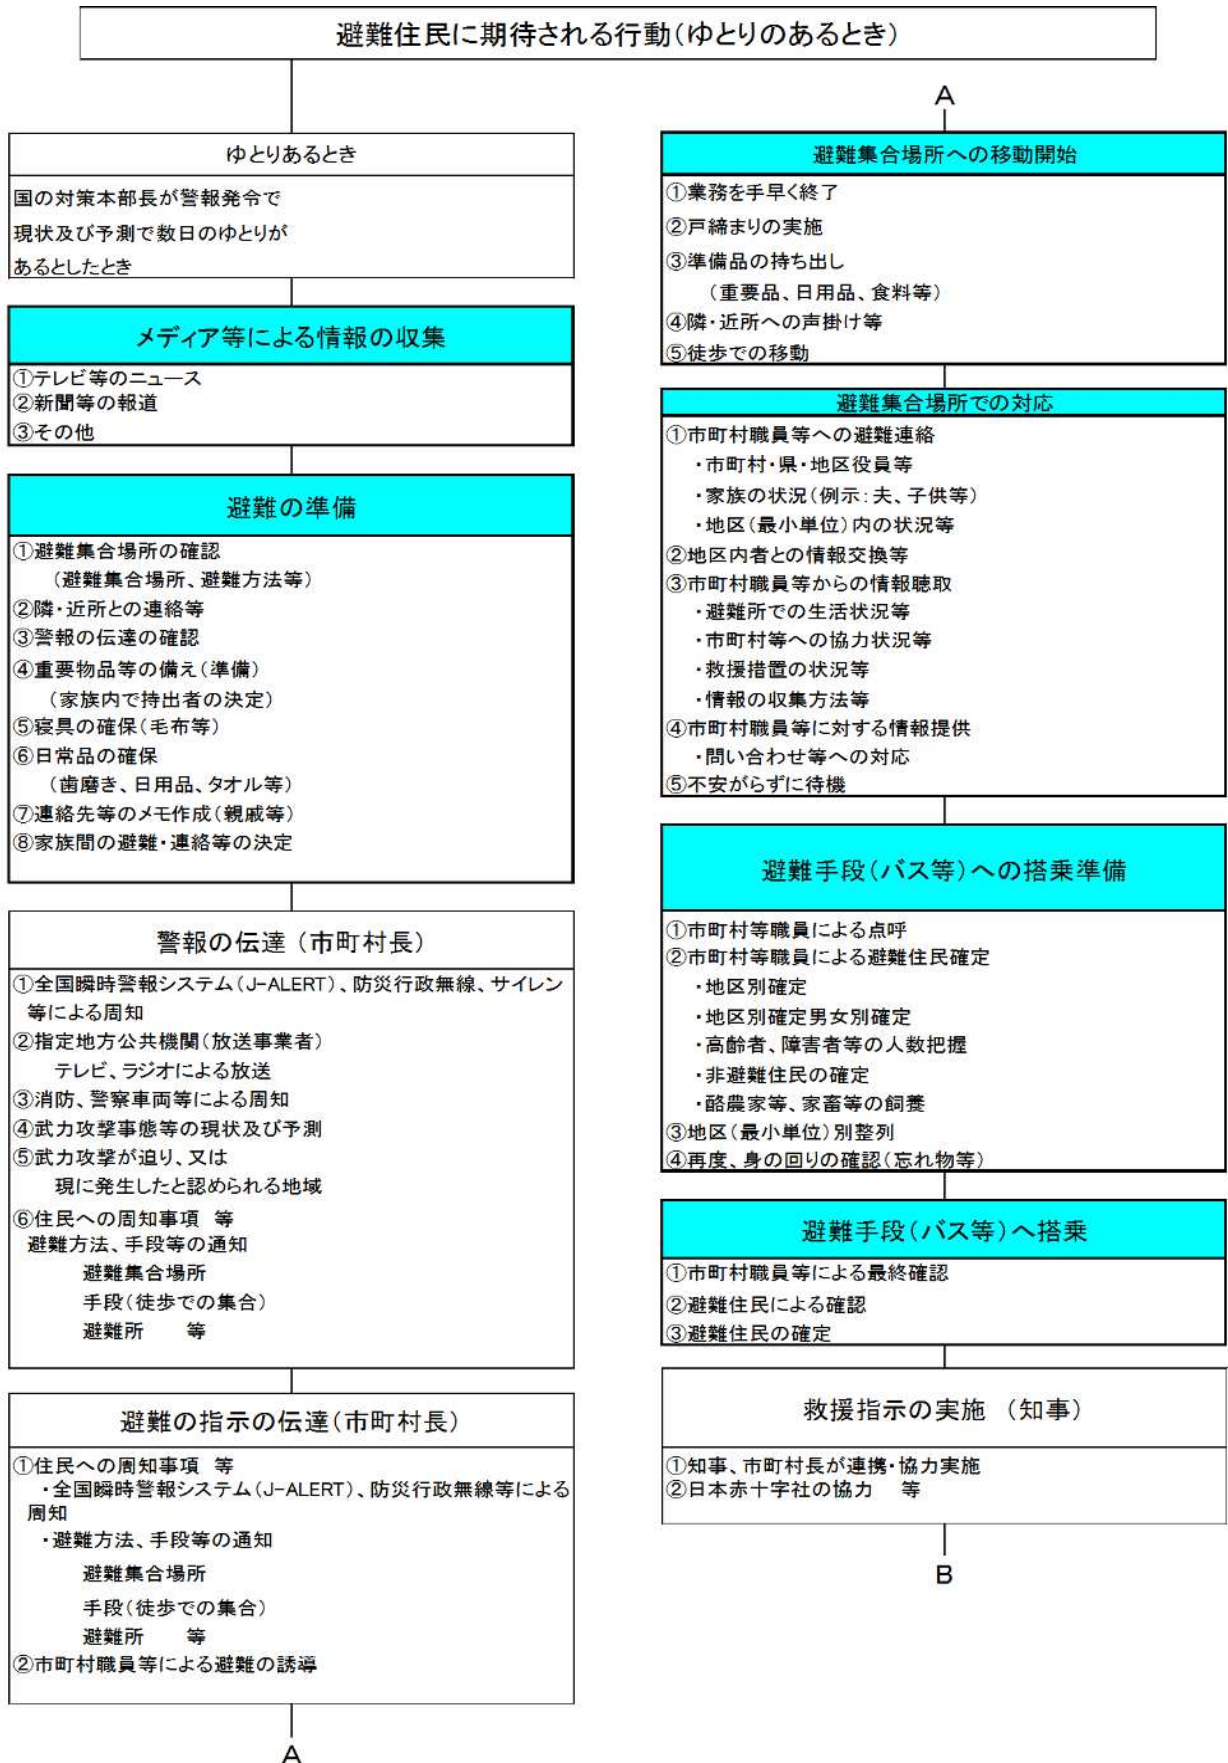 避難住民に期待される行動(ゆとりのあるとき)
ゆとりあるとき
国の対策本部長が警報発令で
現状及び予測で数日のゆとりが
あるとしたとき
メディア等による情報の収集
①テレビ等のニュース
②新聞等の報道
③その他
避難の準備
①避難集合場所の確認
(避難集合場所、避難方法等)
②隣・近所との連絡等
③警報の伝達の確認
④重要物品等の備え(準備)
(家族内で持出者の決定)
⑤寝具の確保(毛布等)
⑥日常品の確保
(歯磨き、日用品、タオル等)
⑦連絡先等のメモ作成(親戚等)
⑧家族間の避難・連絡等の決定
警報の伝達 (市町村長)
①全国瞬時警報システム(J-ALERT)、防災行政無線、サイレン
等による周知
②指定地方公共機関(放送事業者)
テレビ、ラジオによる放送
③消防、警察車両等による周知
④武力攻撃事態等の現状及び予測
⑤武力攻撃が迫り、又は
現に発生したと認められる地域
⑥住民への周知事項 等
避難方法、手段等の通知
避難集合場所
手段(徒歩での集合)
避難所 等
避難の指示の伝達(市町村長)
①住民への周知事項 等
・全国瞬時警報システム(J-ALERT)、防災行政無線等による
周知
・避難方法、手段等の通知
避難集合場所
手段(徒歩での集合)
避難所 等
②市町村職員等による避難の誘導
A
A
避難集合場所への移動開始
①業務を手早く終了
②戸締まりの実施
③準備品の持ち出し
(重要品、日用品、食料等)
④隣・近所への声掛け等
⑤徒歩での移動
避難集合場所での対応
①市町村職員等への避難連絡
・市町村・県・地区役員等
・家族の状況(例示:夫、子供等)
・地区(最小単位)内の状況等
②地区内者との情報交換等
③市町村職員等からの情報聴取
・避難所での生活状況等
・市町村等への協力状況等
・救援措置の状況等
・情報の収集方法等
④市町村職員等に対する情報提供
・問い合わせ等への対応
⑤不安がらずに待機
避難手段(バス等)への搭乗準備
①市町村等職員による点呼
②市町村等職員による避難住民確定
・地区別確定
・地区別確定男女別確定
・高齢者、障害者等の人数把握
・非避難住民の確定
・酪農家等、家畜等の飼養
③地区(最小単位)別整列
④再度、身の回りの確認(忘れ物等)
避難手段(バス等)へ搭乗
①市町村職員等による最終確認
②避難住民による確認
③避難住民の確定
救援指示の実施 (知事)
①知事、市町村長が連携・協力実施
②日本赤十字社の協力 等
B